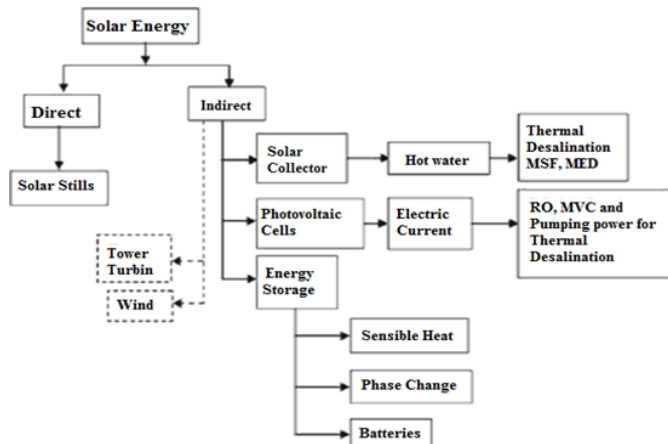 Solar Energy
Direct
Indirect
Solar Stills
Solar
Collector
Hot water
Thermal
Desalination
MSF, MED
Photovoltaic
Cells
Electric
Current
RO, MVC and
Pumping power for
Thermal
Desalination
Tower
Turbin
Wind
Energy
Storage
Sensible Heat
Phase Change
Batteries